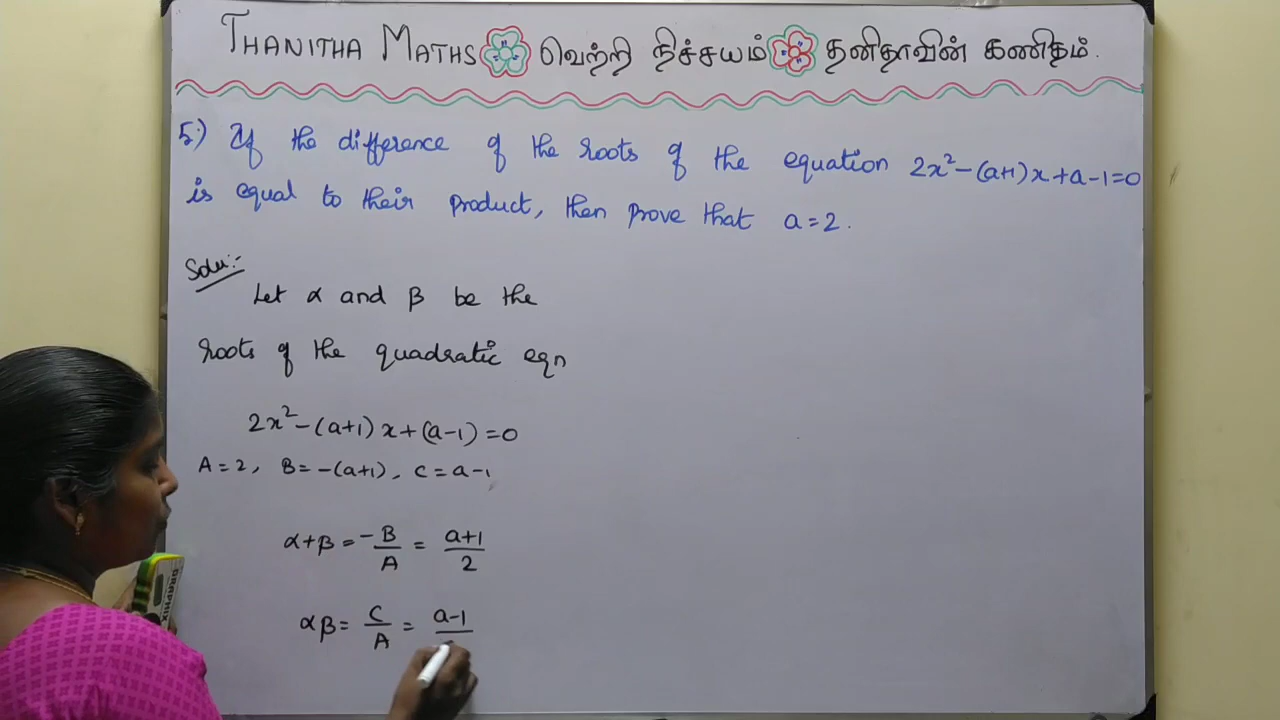 THANITHA MATHS வெற்றி நிச்சயம் தனிதாவின் கணிதம்.
5) If the difference of the roots of the equation 2x²-(a+1)x+a-1=0
is equal to their product, then prove that a=2.
Solu:-
Let α and β be the
roots of the quadratic eqn
2x²-(a+1)x+(a-1)=0
A=2, B=-(a+1), C=a-1
α+β = -B/A = a+1/2
αβ = C/A = a-1